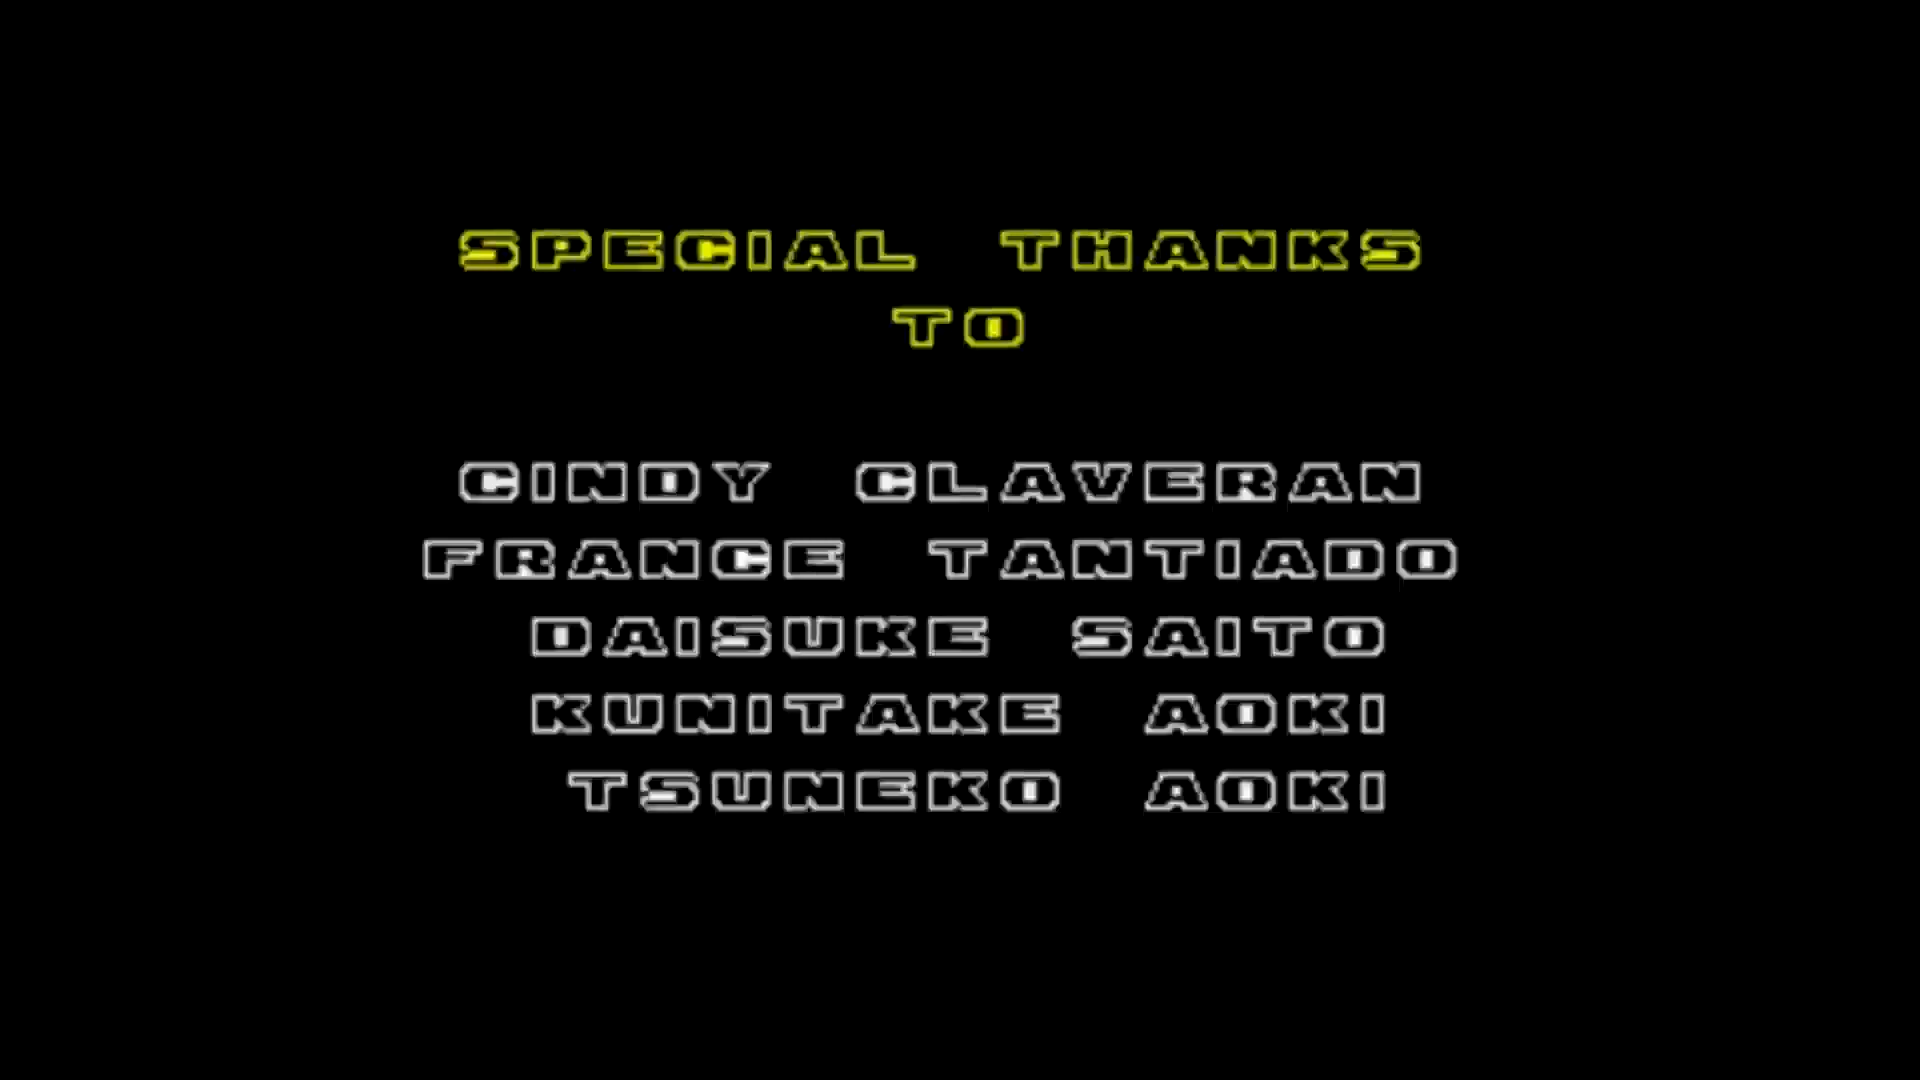 SPECIAL THANKS
TO
CINDY CLAVERAN
FRANCE TANTIADO
DAISUKE SAITO
KUNITAKE AOKI
TSUNEKO AOKI